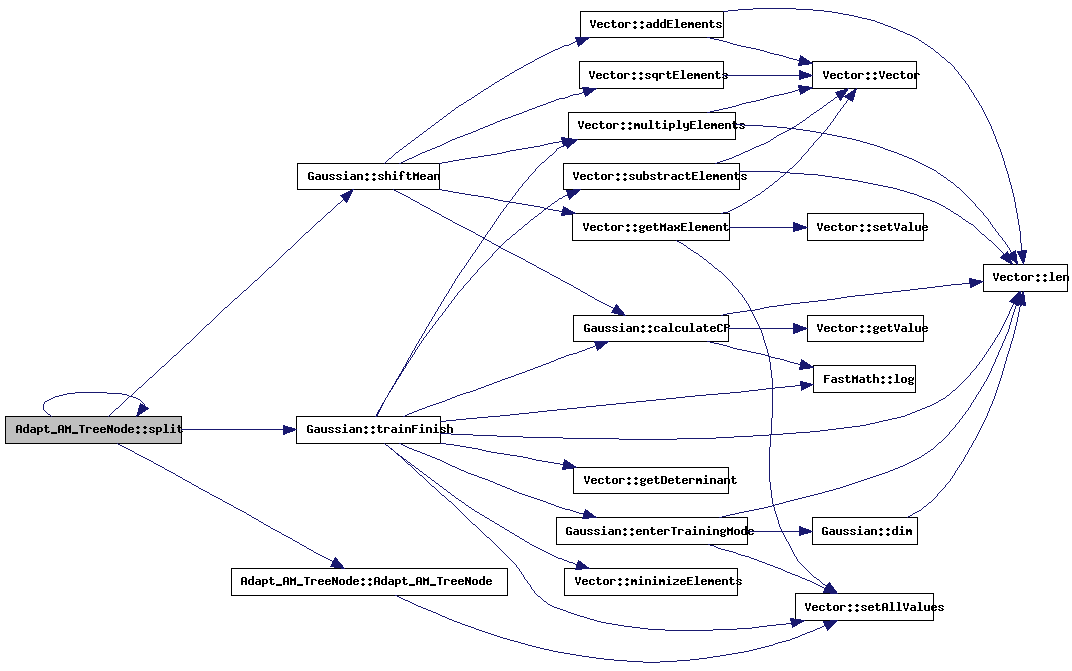 Vector::addElements
Vector::sqrtElements
Vector::Vector
Vector::multiplyElements
Gaussian::shiftMean
Vector::substractElements
Vector::getMaxElement
Vector::setValue
Vector::len
Gaussian::calculateCP
Vector::getValue
FastMath::log
Adapt_AM_TreeNode::split
Gaussian::trainFinish
Vector::getDeterminant
Gaussian::enterTrainingMode
Gaussian::dim
Adapt_AM_TreeNode::Adapt_AM_TreeNode
Vector::minimizeElements
Vector::setAllValues